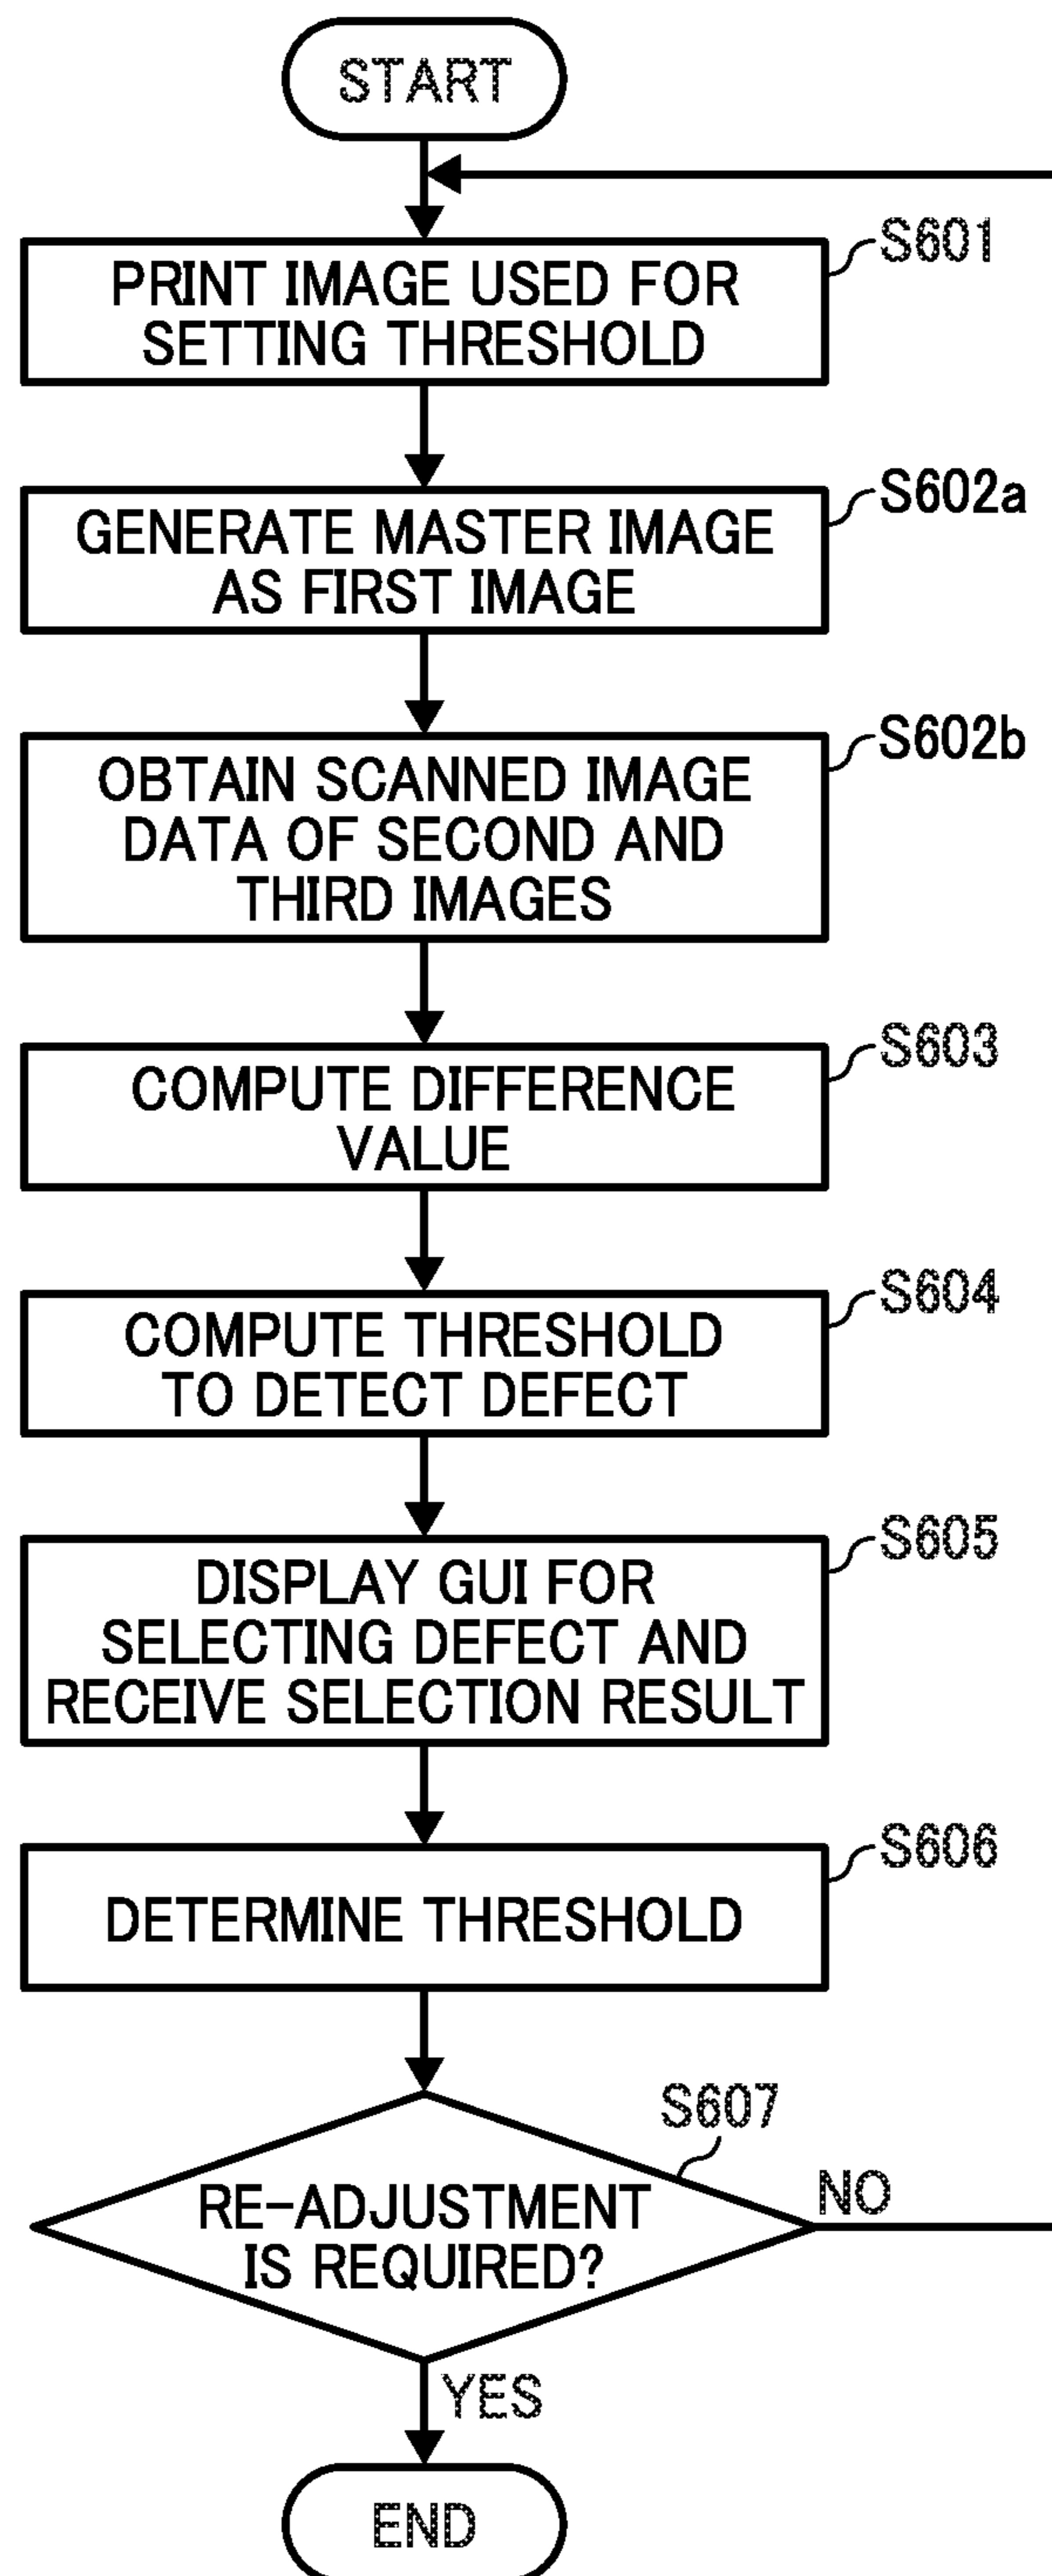 START
S601
PRINT IMAGE USED FOR
SETTING THRESHOLD
S602a
GENERATE MASTER IMAGE
AS FIRST IMAGE
S602b
OBTAIN SCANNED IMAGE
DATA OF SECOND AND
THIRD IMAGES
S603
COMPUTE DIFFERENCE
VALUE
S604
COMPUTE THRESHOLD
TO DETECT DEFECT
S605
DISPLAY GUI FOR
SELECTING DEFECT AND
RECEIVE SELECTION RESULT
S606
DETERMINE THRESHOLD
S607
RE-ADJUSTMENT
IS REQUIRED?
NO
YES
END